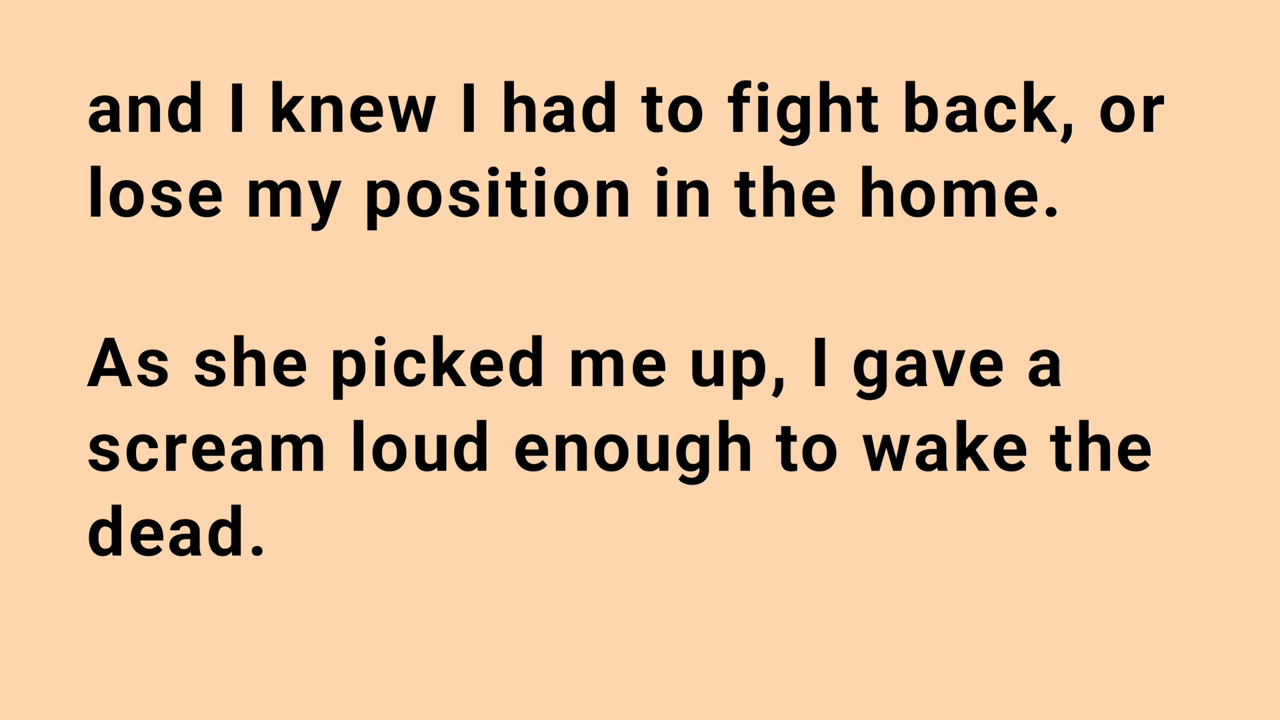 and I knew I had to fight back, or
lose my position in the home.
As she picked me up, I gave a
scream loud enough to wake the
dead.